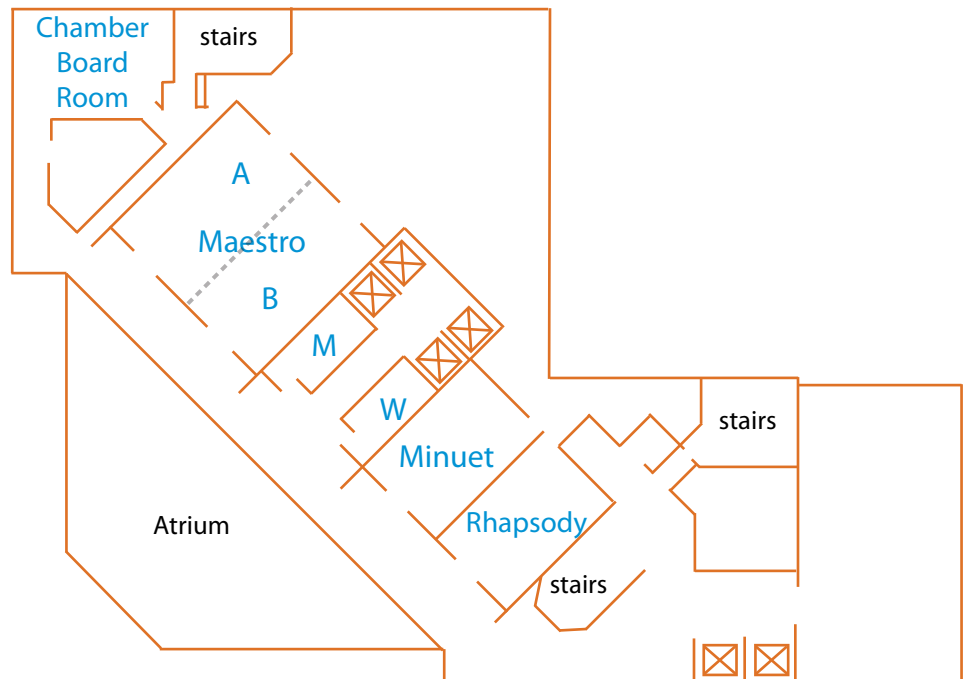 Chamber
Board
Room
stairs
A
Maestro
B
M
W
stairs
Minuet
Rhapsody
Atrium
stairs